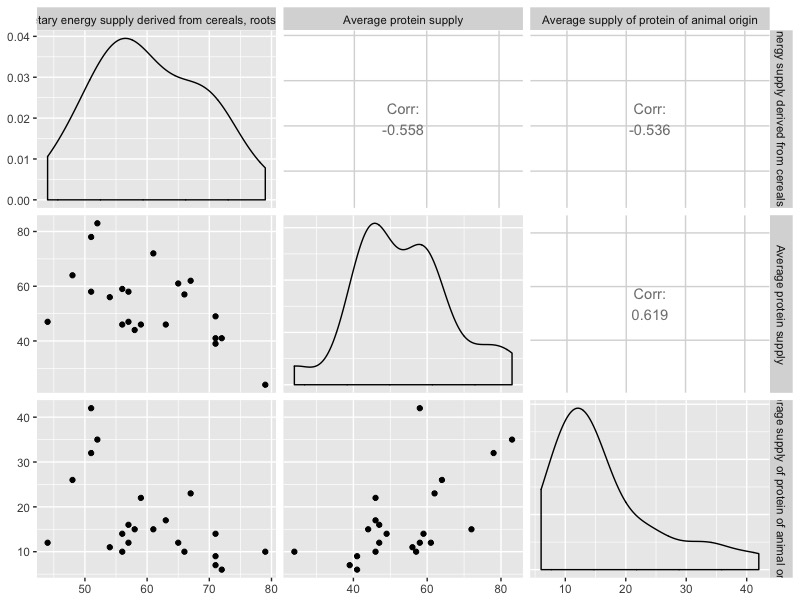 etary energy supply derived from cereals, roots
Average protein supply
Average supply of protein of animal origin
0.04
0.03
0.02
0.01
0.00
Corr:
-0.558
Corr:
-0.536
nergy supply derived from cereals
80
60
40
Corr:
0.619
Average protein supply
40
30
20
10
rage supply of protein of animal or
50
60
70
80
40
60
80
10
20
30
40